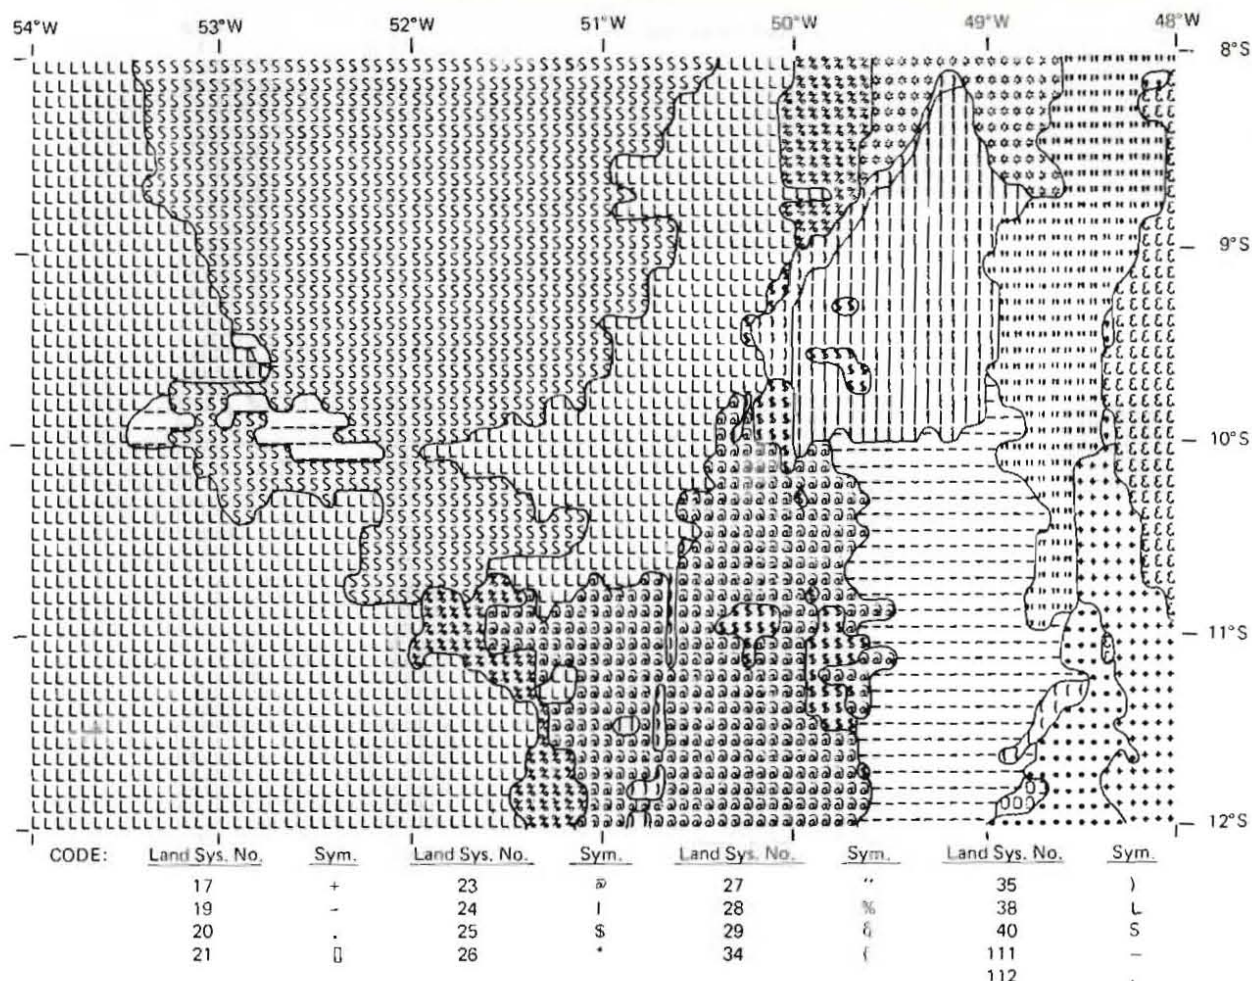 54°W 53°W 52°W 51°W 50°W 49°W 48°W
8°S
9°S
10°S
11°S
12°S
CODE: Land Sys. No. Sym. Land Sys. No. Sym. Land Sys. No. Sym. Land Sys. No. Sym.
17 + 23 @ 27 " 35 )
19 - 24 I 28 % 38 L
20 . 25 $ 29 34 40 S
21 26 * 34 ( 111 –
112 .